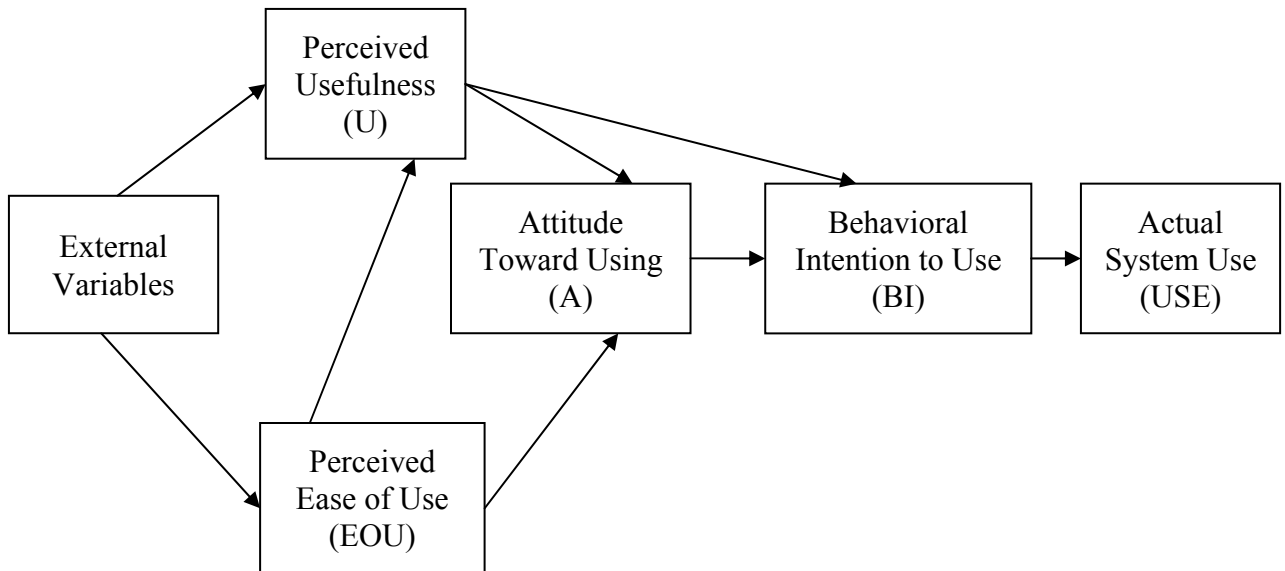 Perceived
Usefulness
(U)
External
Variables
Attitude
Toward Using
(A)
Behavioral
Intention to Use
(BI)
Actual
System Use
(USE)
Perceived
Ease of Use
(EOU)